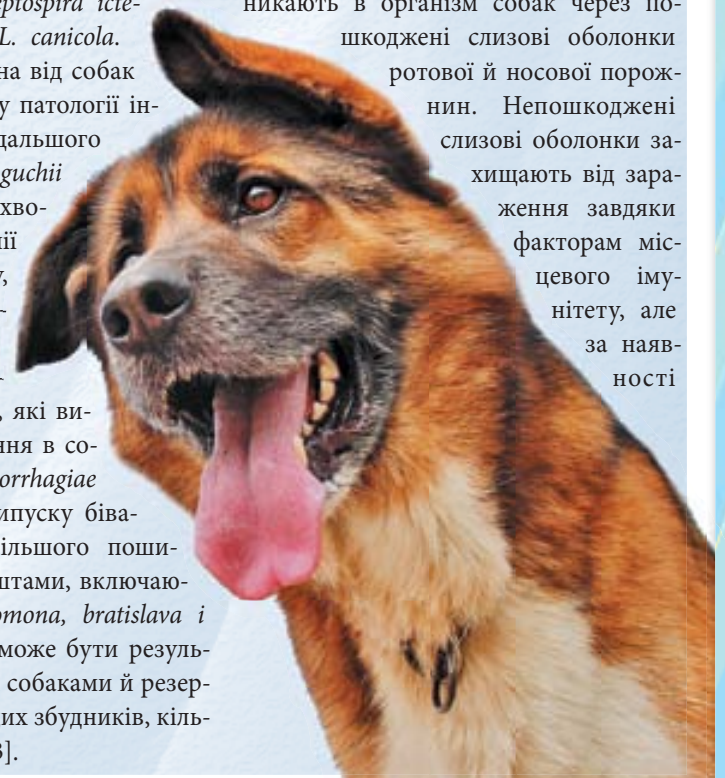 eptospira icte-
L. canicola.
на від собак
у патології ін-
дальшого
guchii
хво-
ії
у,
-
-
, які ви-
ння в со-
orrhagiae
ипуску біва-
ільшого поши-
штами, включаю-
omona, bratislava і
може бути резуль-
собаками й резер-
их збудників, кіль-
].
никають в організм собак через по-
шкоджені слизові оболонки
ротової й носової порож-
нин. Непошкоджені
слизові оболонки за-
хищають від зара-
ження завдяки
факторам міс-
цевого іму-
нітету, але
за наяв-
ності